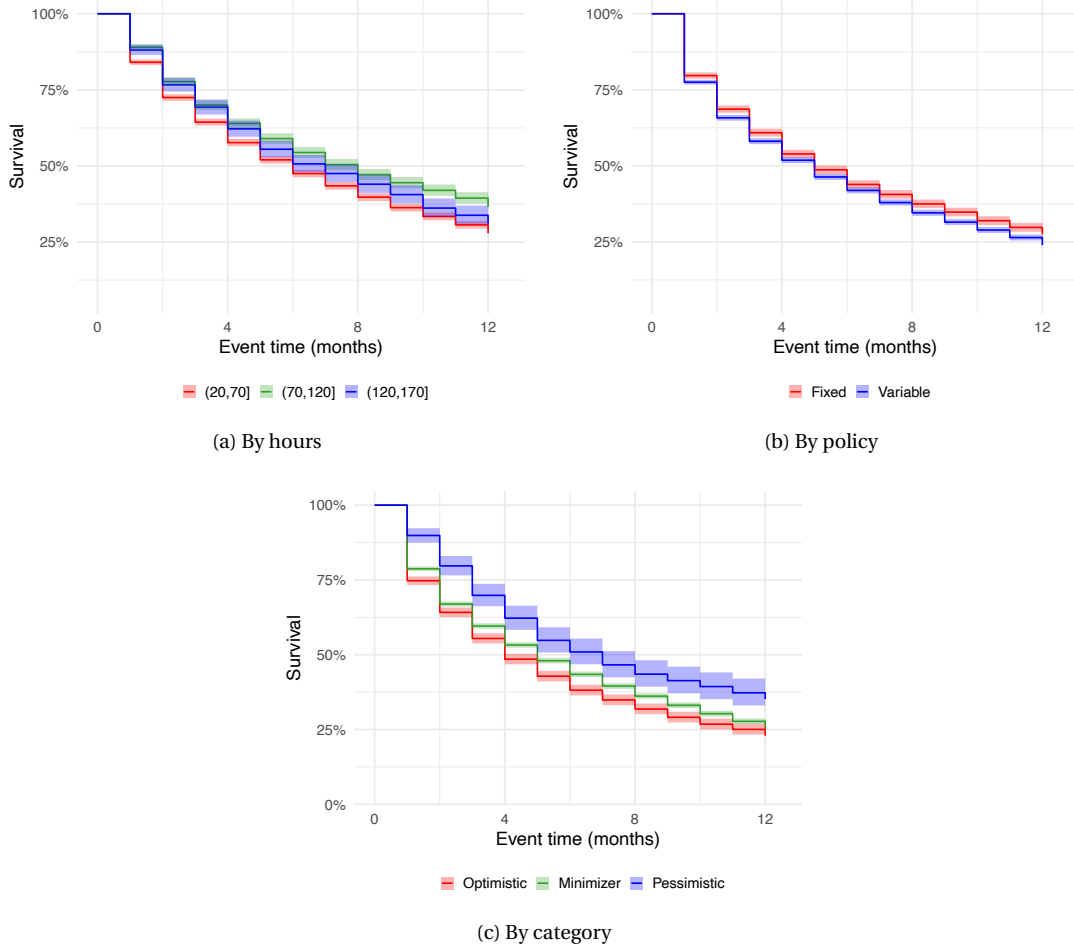 100%
75%
50%
25%
Survival
0 4 8 12
Event time (months)
(20,70] (70,120] (120,170]
(a) By hours
100%
75%
50%
25%
Survival
0 4 8 12
Event time (months)
Fixed Variable
(b) By policy
100%
75%
50%
25%
0%
Survival
0 4 8 12
Event time (months)
Optimistic Minimizer Pessimistic
(c) By category